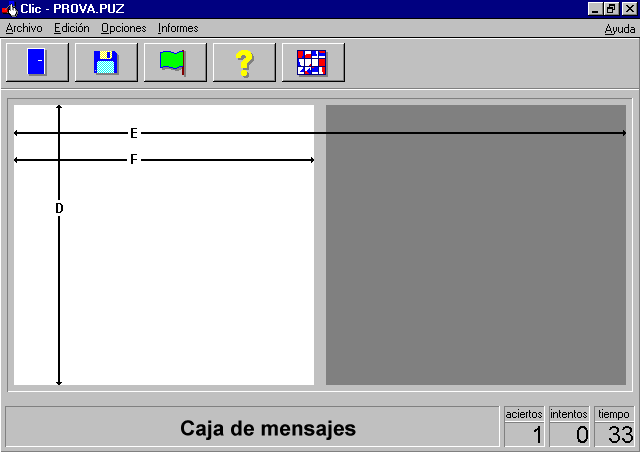 Clic - PROVA.PUZ
Archivo Edición Opciones Informes Ayuda
?
E
F
D
Caja de mensajes
aciertos intentos tiempo
1 0 33